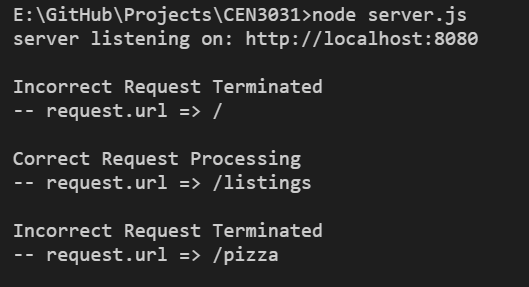 E:\GitHub\Projects\CEN3031>node server.js
server listening on: http://localhost:8080
Incorrect Request Terminated
-- request.url => /
Correct Request Processing
-- request.url => /listings
Incorrect Request Terminated
-- request.url => /pizza